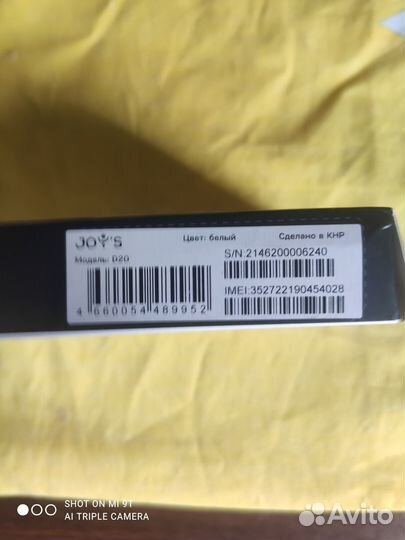 JOY'S
Цвет: белый
Сделано в КНР
Модель: D20
S/N:2146200006240
4 660054 489952
IMEI:352722190454028
SHOT ON MI 9T
AI TRIPLE CAMERA
Avito